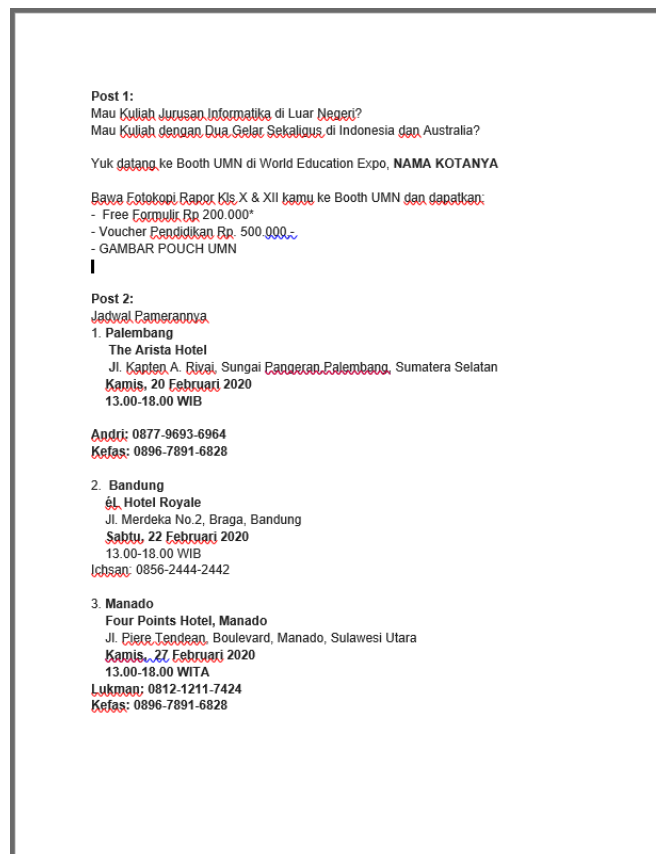 Post 1:
Mau Kuliah Jurusan Informatika di Luar Negeri?
Mau Kuliah dengan Dua Gelar Sekaligus di Indonesia dan Australia?
Yuk datang ke Booth UMN di World Education Expo, NAMA KOTANYA
Bawa Fotokopi Rapor Kls X & XII kamu ke Booth UMN dan dapatkan:
- Free Formulir Rp 200.000*
- Voucher Pendidikan Rp. 500.000,-
- GAMBAR POUCH UMN
Post 2:
Jadwal Pamerannya
1. Palembang
The Arista Hotel
Jl. Kapten A. Rivai, Sungai Pangeran,Palembang, Sumatera Selatan
Kamis, 20 Februari 2020
13.00-18.00 WIB
Andri: 0877-9693-6964
Kefas: 0896-7891-6828
2. Bandung
éL Hotel Royale
Jl. Merdeka No.2, Braga, Bandung
Sabtu, 22 Februari 2020
13.00-18.00 WIB
Ichsan: 0856-2444-2442
3. Manado
Four Points Hotel, Manado
Jl. Piere Tendean, Boulevard, Manado, Sulawesi Utara
Kamis, 27 Februari 2020
13.00-18.00 WITA
Lukman: 0812-1211-7424
Kefas: 0896-7891-6828